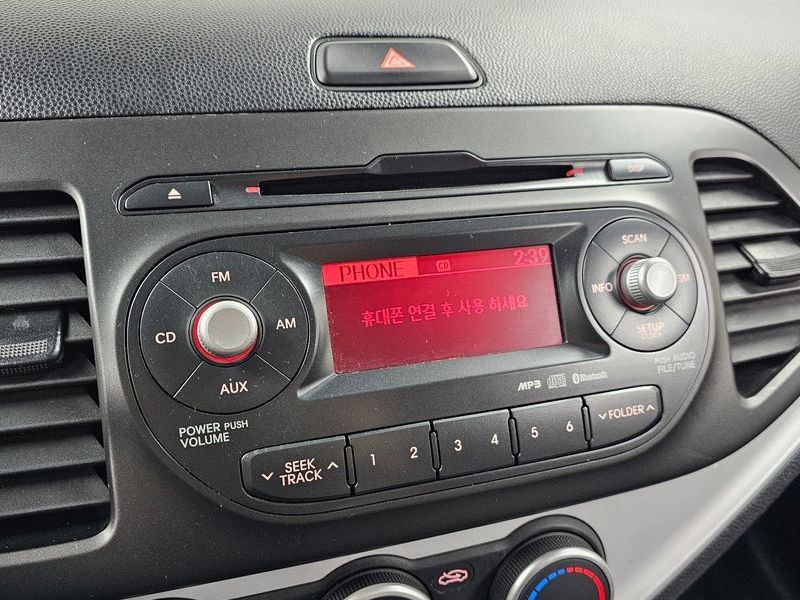 DISP
PHONE CD 2:39
휴대폰 연결 후 사용 하세요
FM
CD
AM
AUX
POWER PUSH
VOLUME
SCAN
INFO
SETUP
MP3
Bluetooth
PUSH AUDIO
FILE/TUNE
SEEK
TRACK
1 2
3 4
5 6
FOLDER